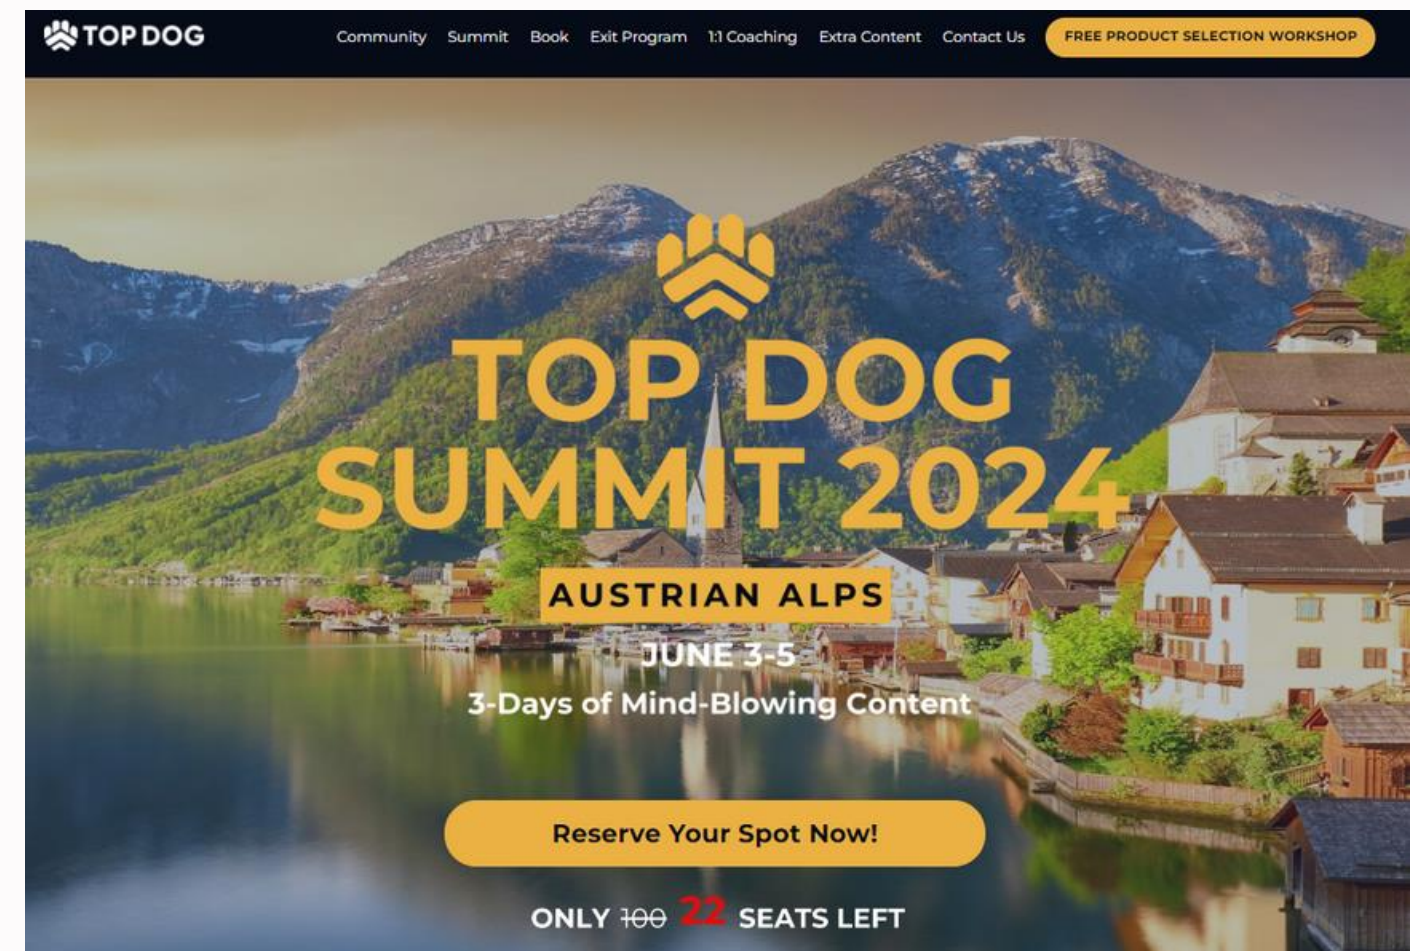 TOP DOG
Community Summit Book Exit Program 1:1 Coaching Extra Content Contact Us FREE PRODUCT SELECTION WORKSHOP
TOP DOG
SUMMIT 2024
AUSTRIAN ALPS
JUNE 3-5
3-Days of Mind-Blowing Content
Reserve Your Spot Now!
ONLY 100 22 SEATS LEFT